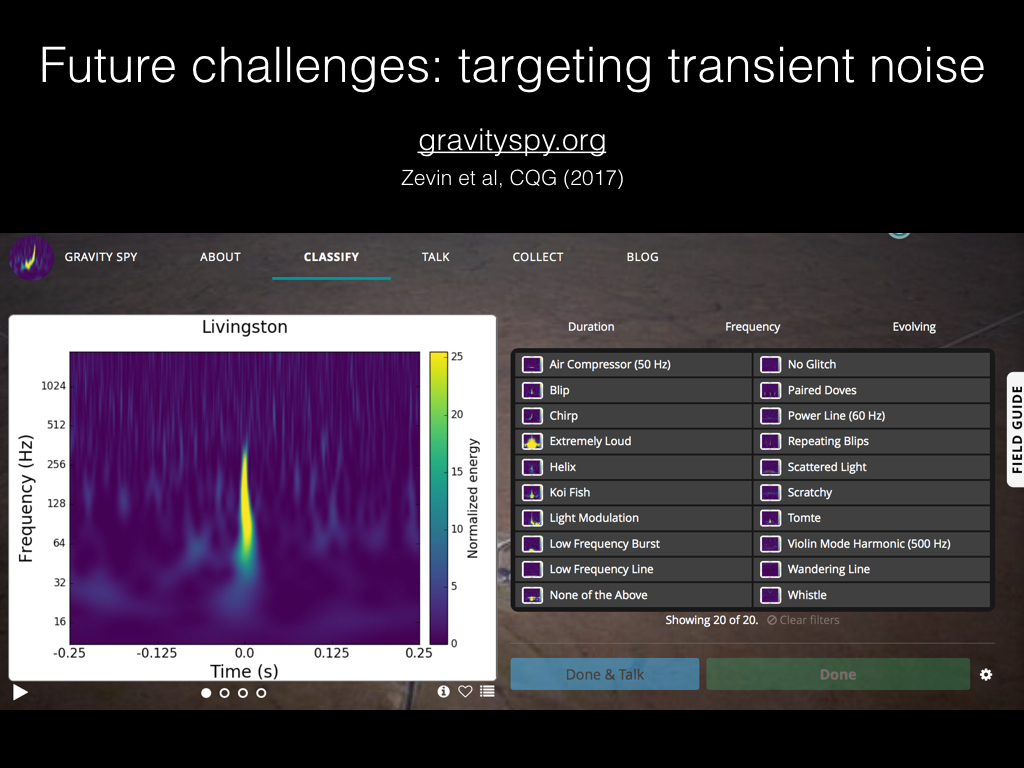 Future challenges: targeting transient noise
gravityspy.org
Zevin et al, CQG (2017)
GRAVITY SPY
ABOUT
CLASSIFY
TALK
COLLECT
BLOG
Livingston
Frequency (Hz)
1024
512
256
128
64
32
16
-0.25
-0.125
0.0
0.125
0.25
Time (s)
25
20
15
10
5
0
Normalized energy
Duration
Frequency
Evolving
Air Compressor (50 Hz)
No Glitch
Blip
Paired Doves
Chirp
Power Line (60 Hz)
Extremely Loud
Repeating Blips
Helix
Scattered Light
Koi Fish
Scratchy
Light Modulation
Tomte
Low Frequency Burst
Violin Mode Harmonic (500 Hz)
Low Frequency Line
Wandering Line
None of the Above
Whistle
Showing 20 of 20.
Clear filters
Done & Talk
Done
FIELD GUIDE